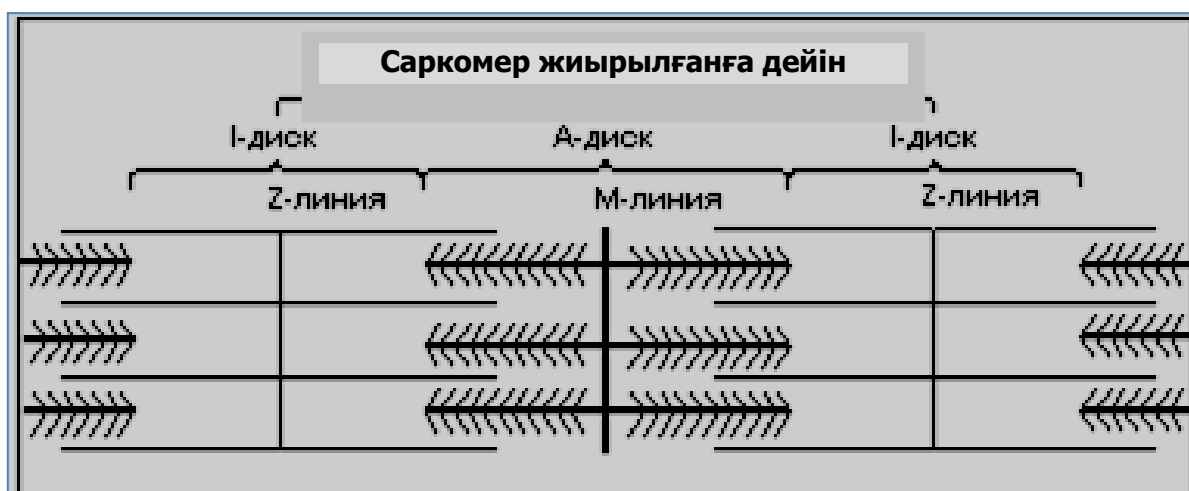 Саркомер жиырылғанға дейін
І-диск А-диск І-диск
Z-линия М-линия Z-линия